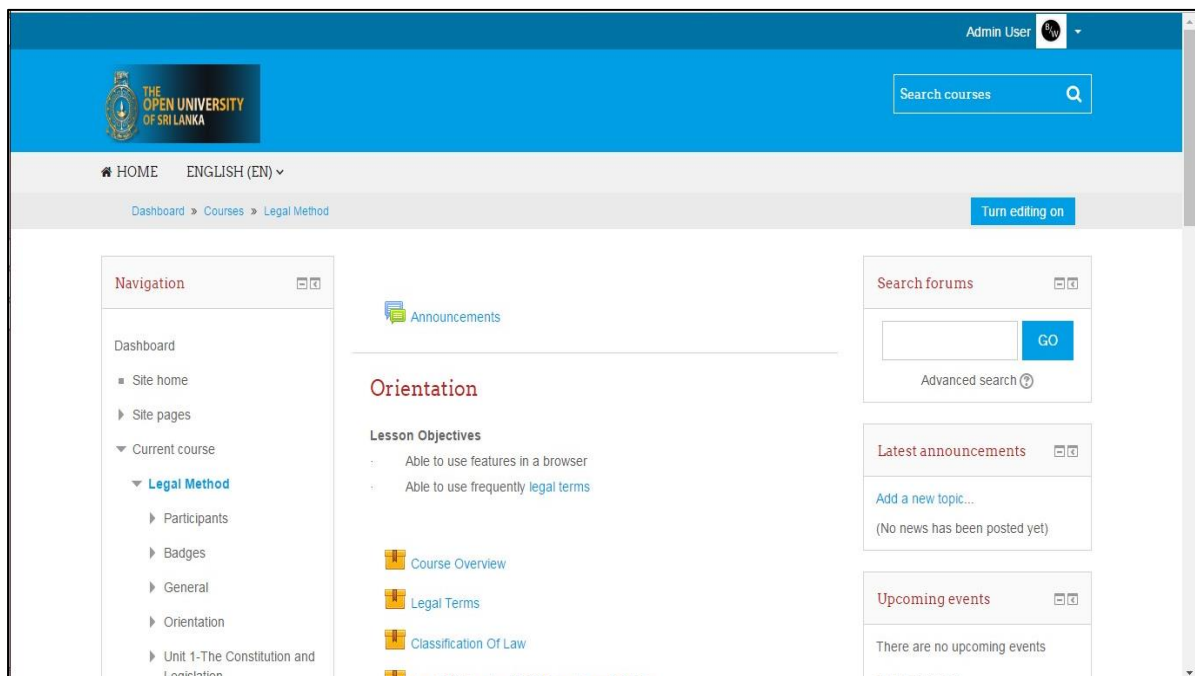 Admin User
B/W
THE
OPEN UNIVERSITY
OF SRI LANKA
Search courses
HOME ENGLISH (EN)
Dashboard » Courses » Legal Method
Turn editing on
Navigation
Dashboard
Site home
Site pages
Current course
Legal Method
Participants
Badges
General
Orientation
Unit 1-The Constitution and
Legislation
Announcements
Orientation
Lesson Objectives
· Able to use features in a browser
· Able to use frequently legal terms
Course Overview
Legal Terms
Classification Of Law
Search forums
GO
Advanced search
Latest announcements
Add a new topic...
(No news has been posted yet)
Upcoming events
There are no upcoming events